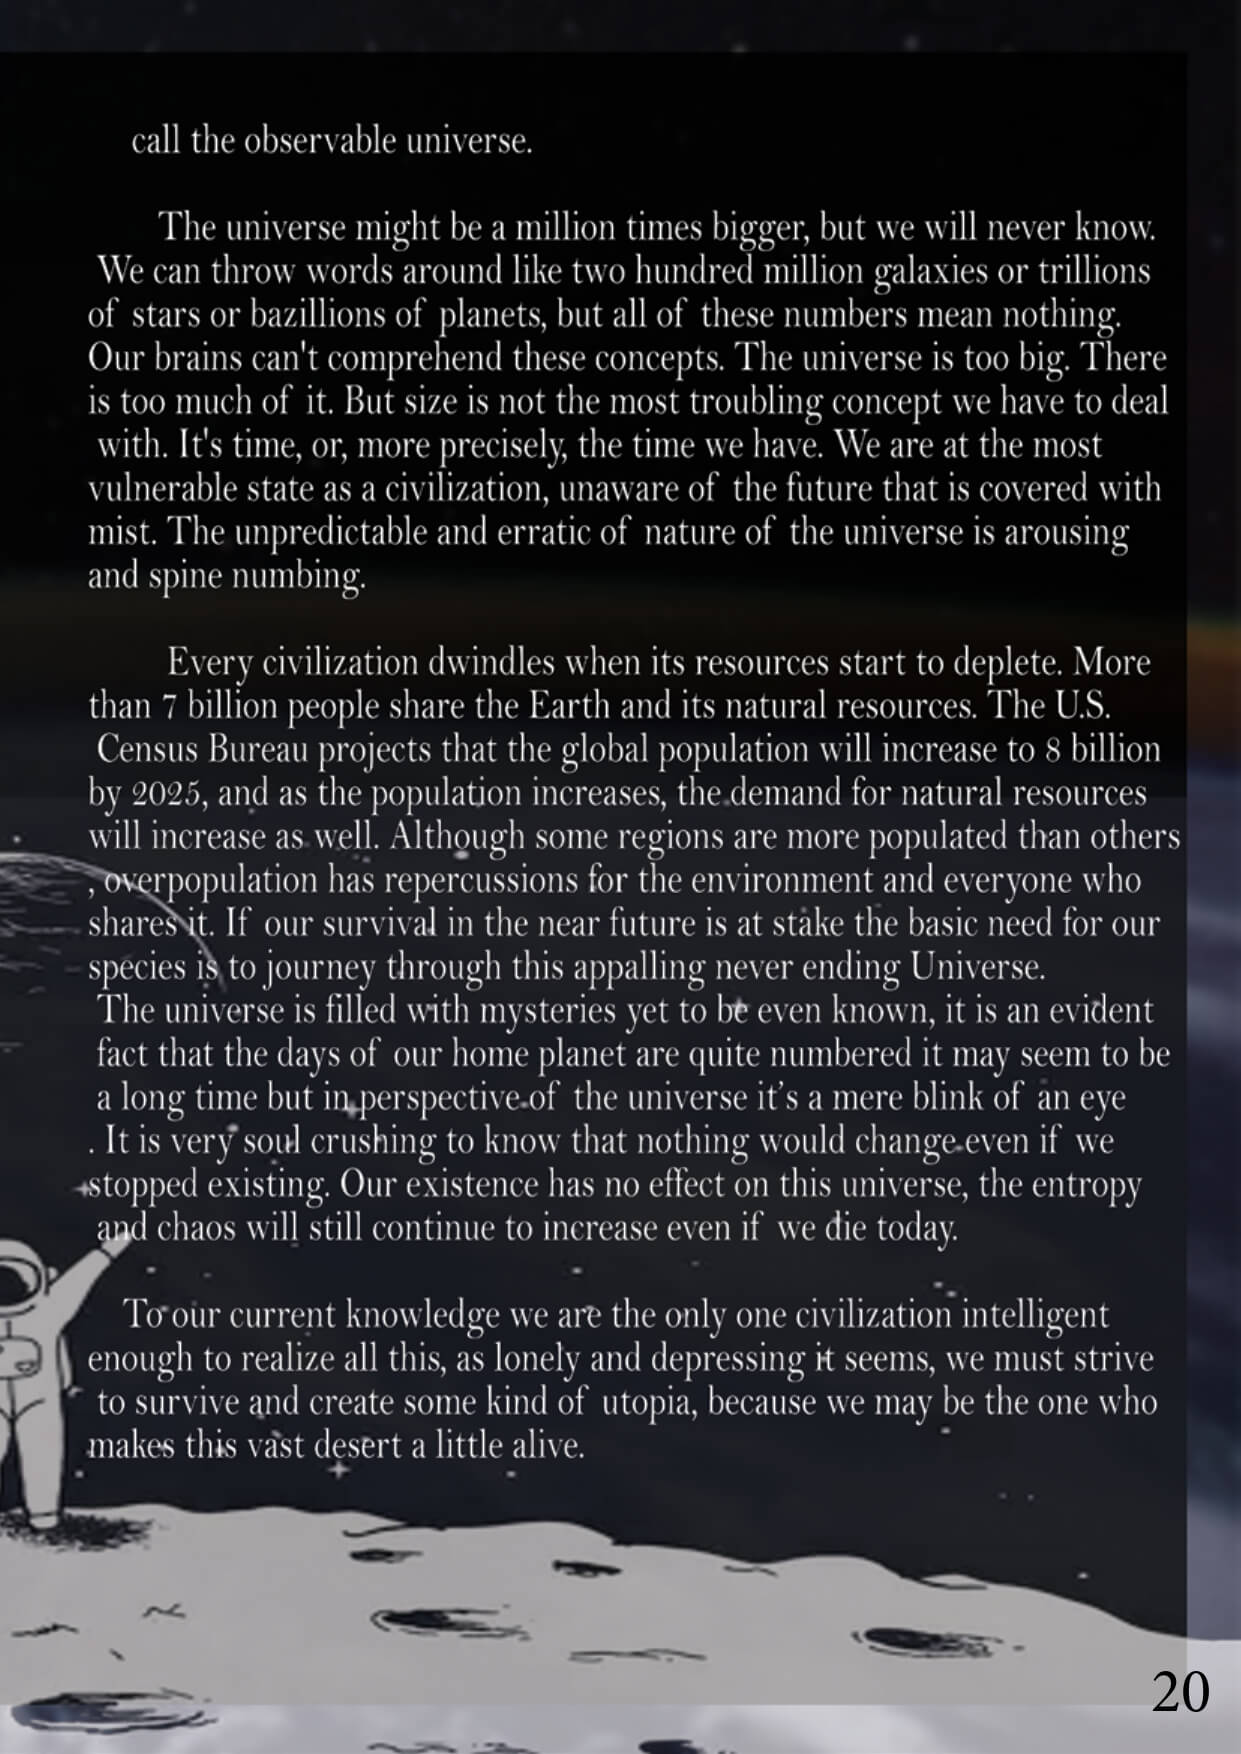 call the observable universe.
The universe might be a million times bigger, but we will never know.
We can throw words around like two hundred million galaxies or trillions
of stars or bazillions of planets, but all of these numbers mean nothing.
Our brains can't comprehend these concepts. The universe is too big. There
is too much of it. But size is not the most troubling concept we have to deal
with. It's time, or, more precisely, the time we have. We are at the most
vulnerable state as a civilization, unaware of the future that is covered with
mist. The unpredictable and erratic of nature of the universe is arousing
and spine numbing.
Every civilization dwindles when its resources start to deplete. More
than 7 billion people share the Earth and its natural resources. The U.S.
Census Bureau projects that the global population will increase to 8 billion
by 2025, and as the population increases, the demand for natural resources
will increase as well. Although some regions are more populated than others
, overpopulation has repercussions for the environment and everyone who
shares it. If our survival in the near future is at stake the basic need for our
species is to journey through this appalling never ending Universe.
The universe is filled with mysteries yet to be even known, it is an evident
fact that the days of our home planet are quite numbered it may seem to be
a long time but in perspective of the universe it’s a mere blink of an eye
. It is very soul crushing to know that nothing would change even if we
stopped existing. Our existence has no effect on this universe, the entropy
and chaos will still continue to increase even if we die today.
To our current knowledge we are the only one civilization intelligent
enough to realize all this, as lonely and depressing it seems, we must strive
to survive and create some kind of utopia, because we may be the one who
makes this vast desert a little alive.
20